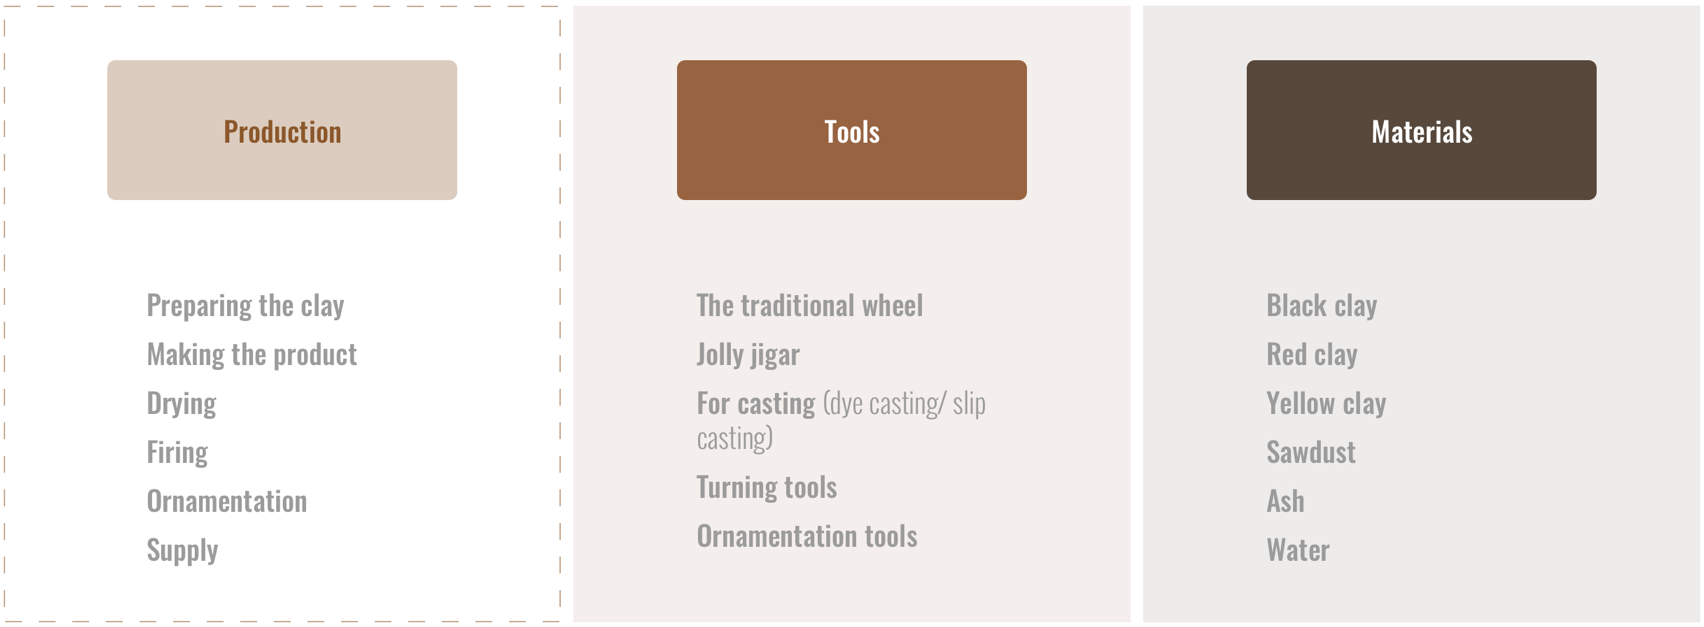 Production
Preparing the clay
Making the product
Drying
Firing
Ornamentation
Supply
Tools
The traditional wheel
Jolly jigar
For casting (dye casting/ slip
casting)
Turning tools
Ornamentation tools
Materials
Black clay
Red clay
Yellow clay
Sawdust
Ash
Water